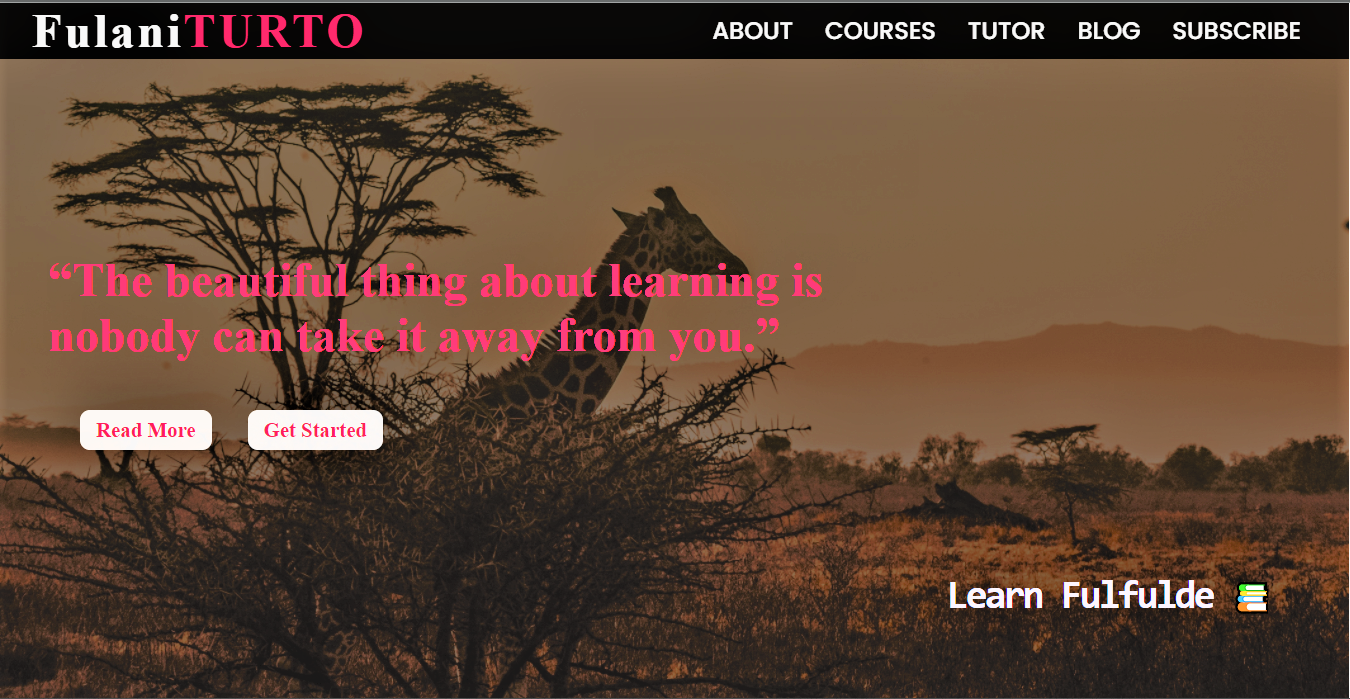 FulaniTURTO
ABOUT COURSES TUTOR BLOG SUBSCRIBE
“The beautiful thing about learning is
nobody can take it away from you.”
Read More Get Started
Learn Fulfulde 📚